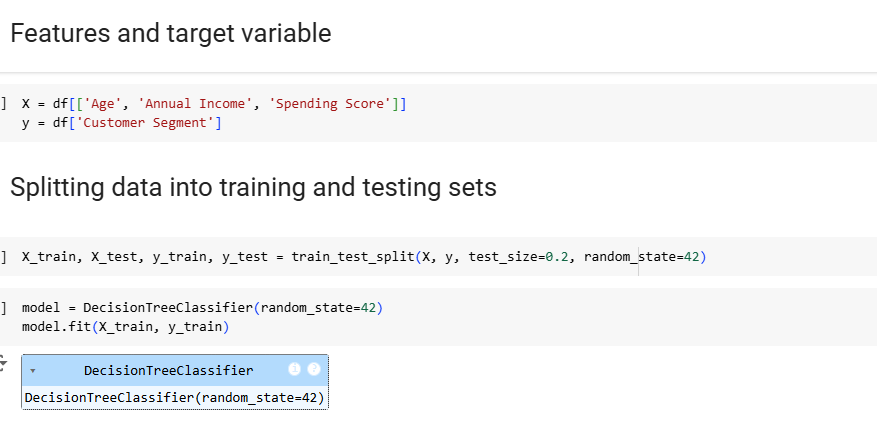 Features and target variable
] X = df[['Age', 'Annual Income', 'Spending Score']]
y = df['Customer Segment']
Splitting data into training and testing sets
] X_train, X_test, y_train, y_test = train_test_split(X, y, test_size=0.2, random_state=42)
] model = DecisionTreeClassifier(random_state=42)
model.fit(X_train, y_train)
DecisionTreeClassifier i ?
DecisionTreeClassifier(random_state=42)